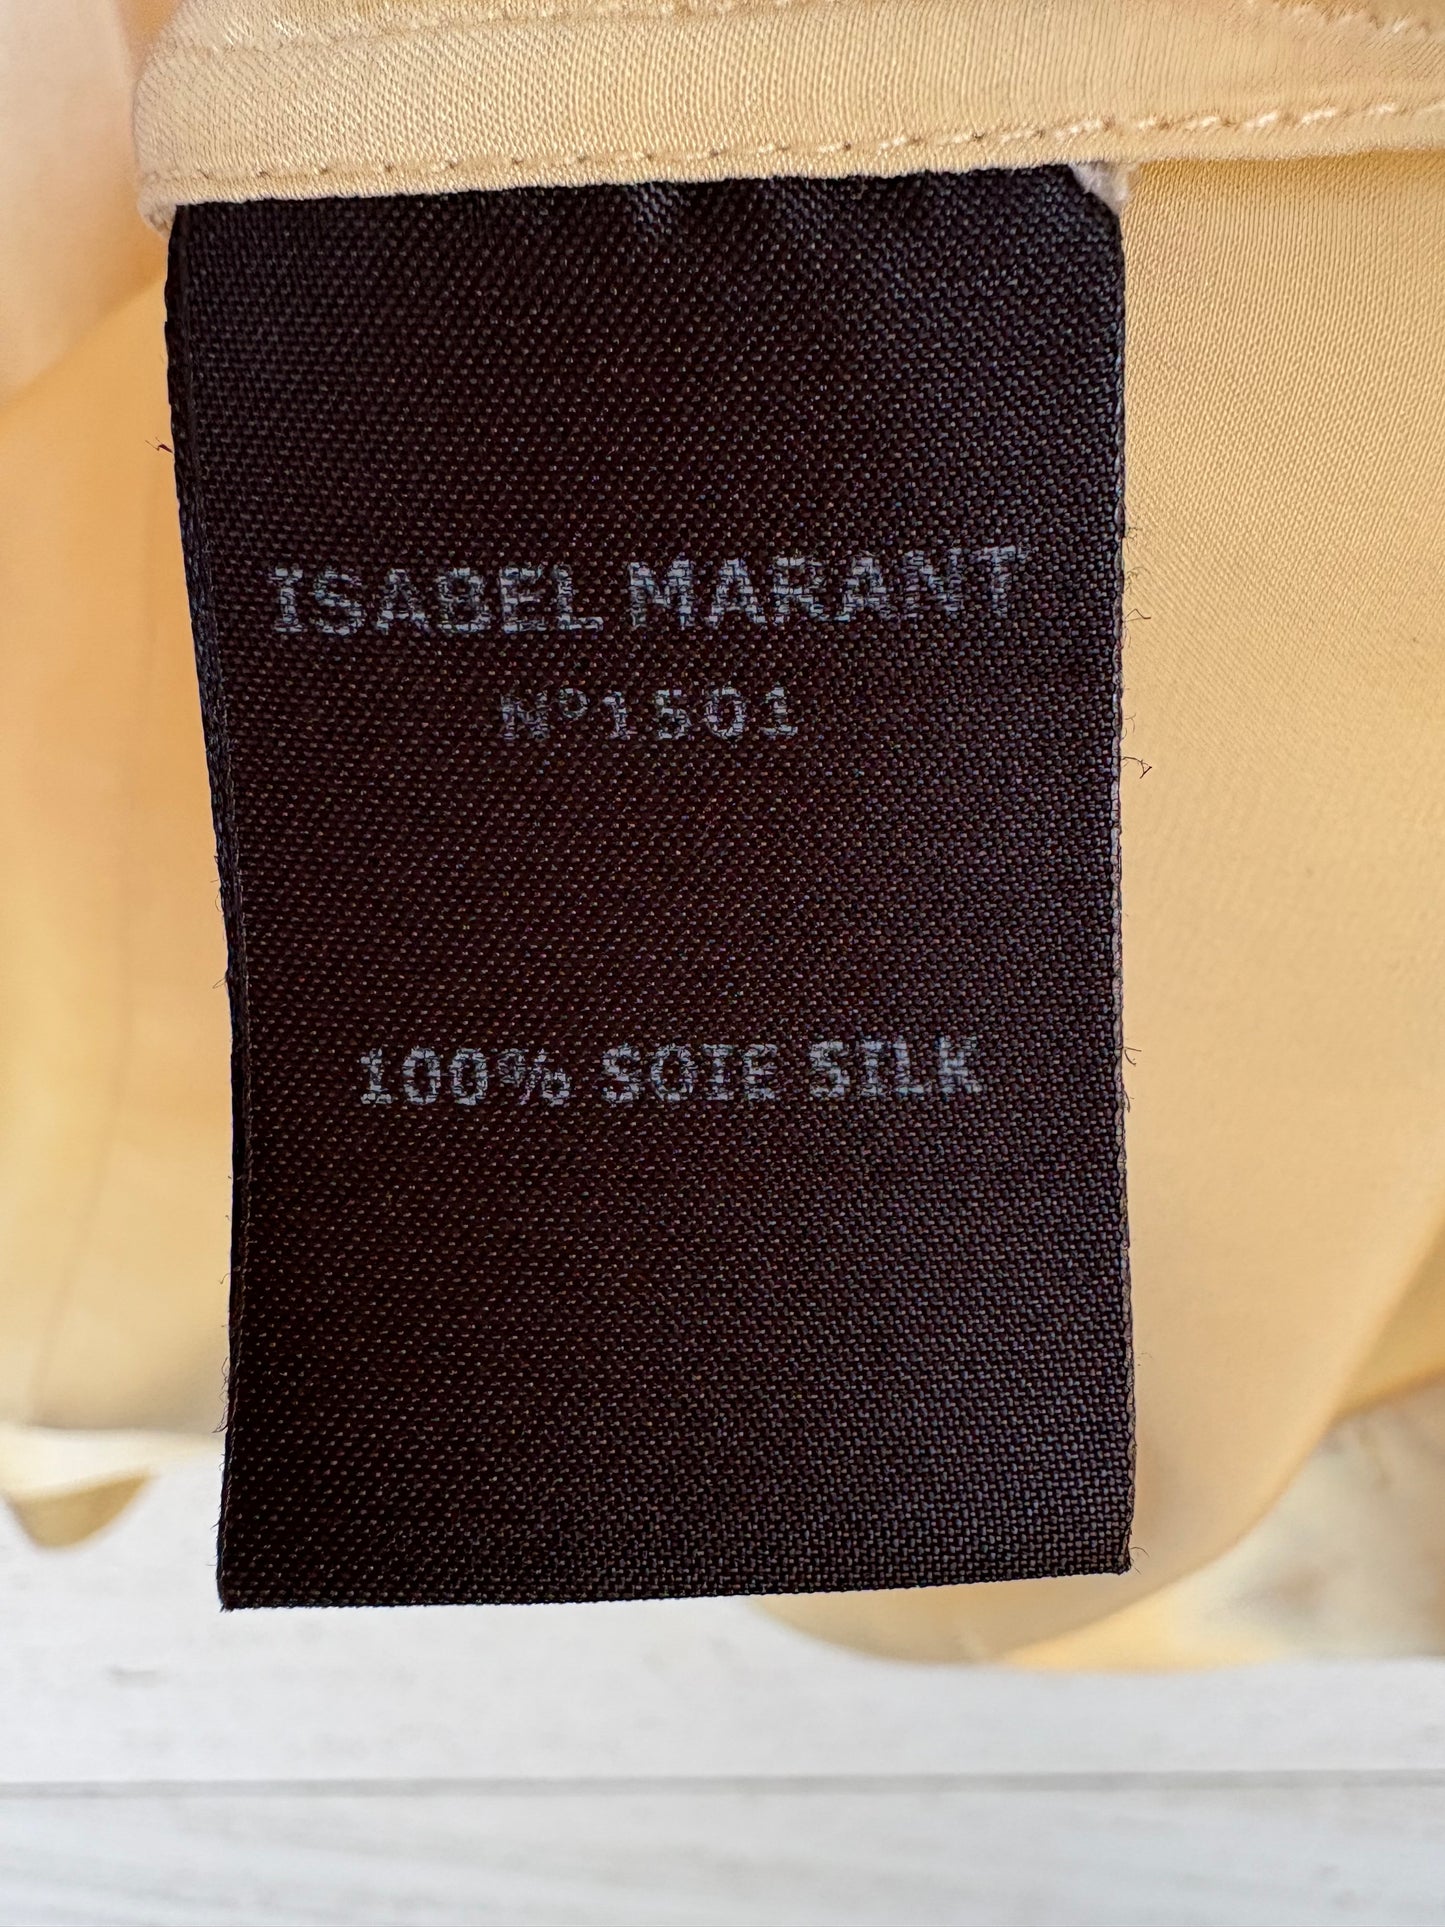 ISABEL MARANT
N°1501
100% SOIE SILK